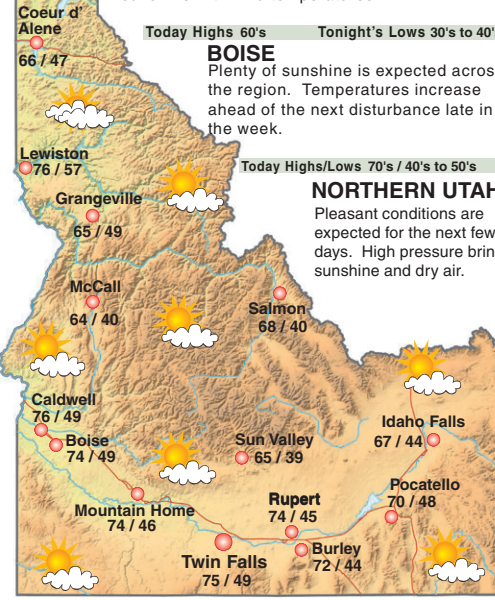 Coeur d'
Alene
66 / 47
Today Highs 60's Tonight's Lows 30's to 40's
BOISE
Plenty of sunshine is expected across
the region. Temperatures increase
ahead of the next disturbance late in
the week.
Lewiston
76 / 57
Today Highs/Lows 70's / 40's to 50's
Grangeville
65 / 49
NORTHERN UTAH
Pleasant conditions are
expected for the next few
days. High pressure brin
sunshine and dry air.
McCall
64 / 40
Salmon
68 / 40
Caldwell
76 / 49
Boise
74 / 49
Sun Valley
65 / 39
Idaho Falls
67 / 44
Mountain Home
74 / 46
Rupert
74 / 45
Pocatello
70 / 48
Twin Falls
75 / 49
Burley
72 / 44